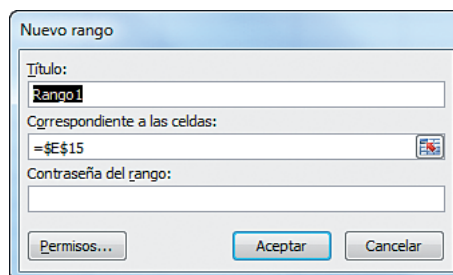 Nuevo rango
Título:
Rango1
Correspondiente a las celdas:
=$E$15
Contraseña del rango:
Permisos... Aceptar Cancelar